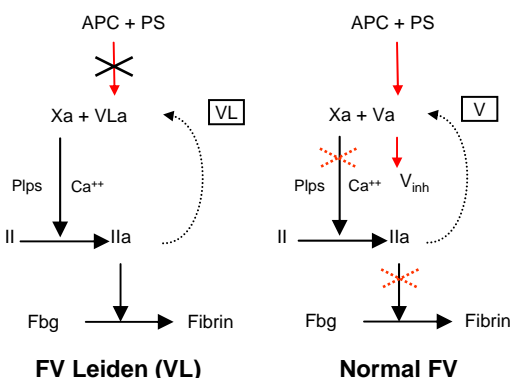 APC + PS
Xa + VLa
VL
Plps
Ca++
II
IIa
Fbg
Fibrin
FV Leiden (VL)
APC + PS
Xa + Va
V
Plps
Ca++
Vinh
II
IIa
Fbg
Fibrin
Normal FV